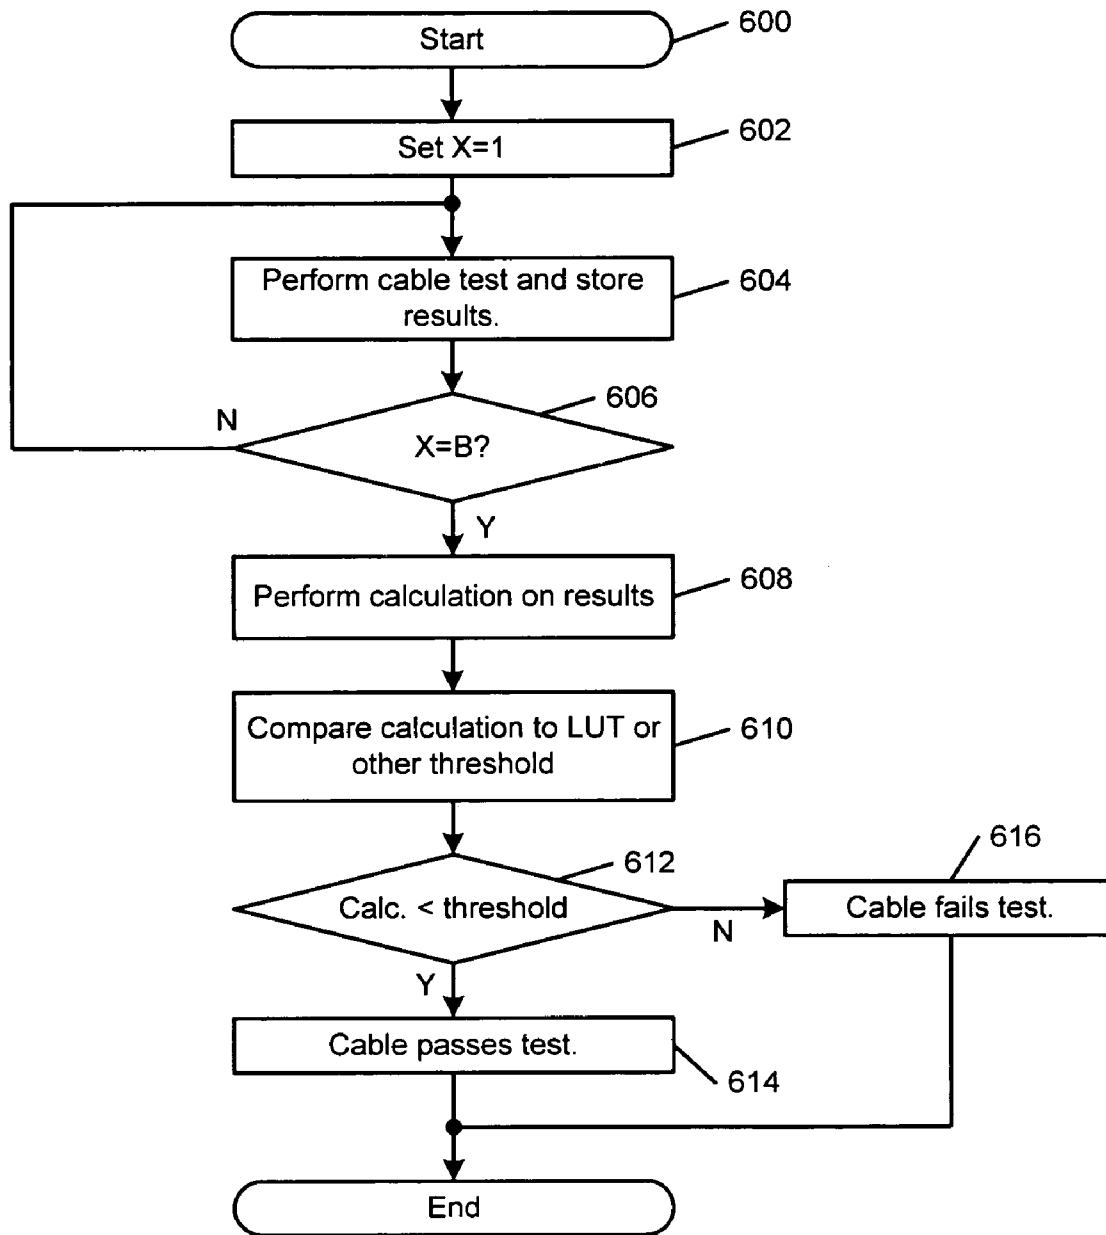 Start
600
Set X=1
602
Perform cable test and store
results.
604
606
N
X=B?
Y
Perform calculation on results
608
Compare calculation to LUT or
other threshold
610
612
616
Calc. < threshold
N
Cable fails test.
Y
Cable passes test.
614
End